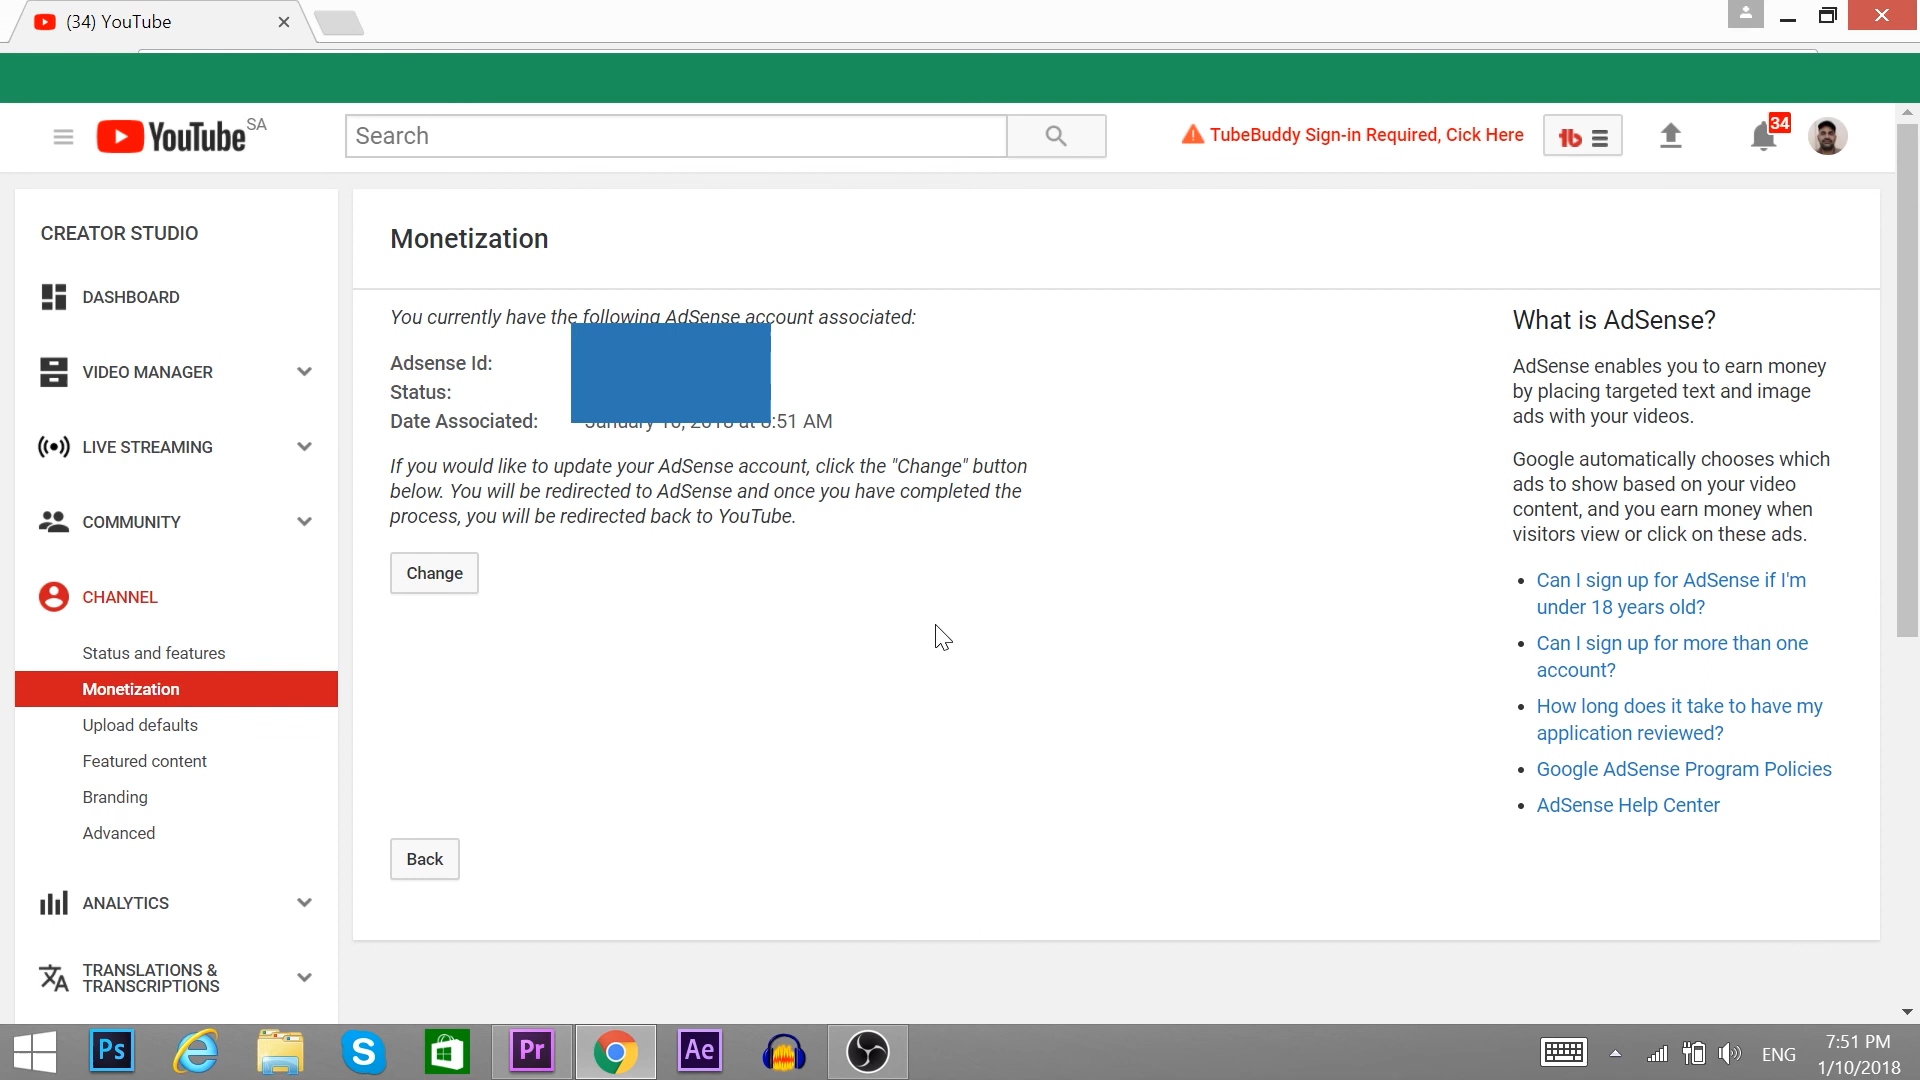 (34) YouTube
YouTube SA
Search
TubeBuddy Sign-in Required, Cick Here
34
CREATOR STUDIO
DASHBOARD
VIDEO MANAGER
LIVE STREAMING
COMMUNITY
CHANNEL
Status and features
Monetization
Upload defaults
Featured content
Branding
Advanced
ANALYTICS
TRANSLATIONS &
TRANSCRIPTIONS
Monetization
You currently have the following AdSense account associated:
Adsense Id:
Status:
Date Associated: :51 AM
If you would like to update your AdSense account, click the "Change" button
below. You will be redirected to AdSense and once you have completed the
process, you will be redirected back to YouTube.
Change
Back
What is AdSense?
AdSense enables you to earn money
by placing targeted text and image
ads with your videos.
Google automatically chooses which
ads to show based on your video
content, and you earn money when
visitors view or click on these ads.
Can I sign up for AdSense if I'm
under 18 years old?
Can I sign up for more than one
account?
How long does it take to have my
application reviewed?
Google AdSense Program Policies
AdSense Help Center
Ps
S
Pr
Ae
ENG
7:51 PM
1/10/2018